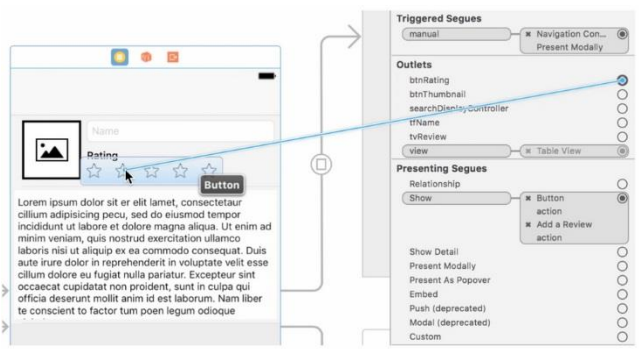 Name
Rating
Button
Lorem ipsum dolor sit er elit lamet, consectetaur
cillium adipisicing pecu, sed do eiusmod tempor
incididunt ut labore et dolore magna aliqua. Ut enim ad
minim veniam, quis nostrud exercitation ullamco
laboris nisi ut aliquip ex ea commodo consequat. Duis
aute irure dolor in reprehenderit in voluptate velit esse
cillum dolore eu fugiat nulla pariatur. Excepteur sint
occaecat cupidatat non proident, sunt in culpa qui
officia deserunt mollit anim id est laborum. Nam liber
te conscient to factor tum poen legum odioque
Triggered Segues
manual
Navigation Con...
Present Modally
Outlets
btnRating
btnThumbnail
searchDisplayController
tfName
tvReview
view
Table View
Presenting Segues
Relationship
Show
Button
action
Add a Review
action
Show Detail
Present Modally
Present As Popover
Embed
Push (deprecated)
Modal (deprecated)
Custom